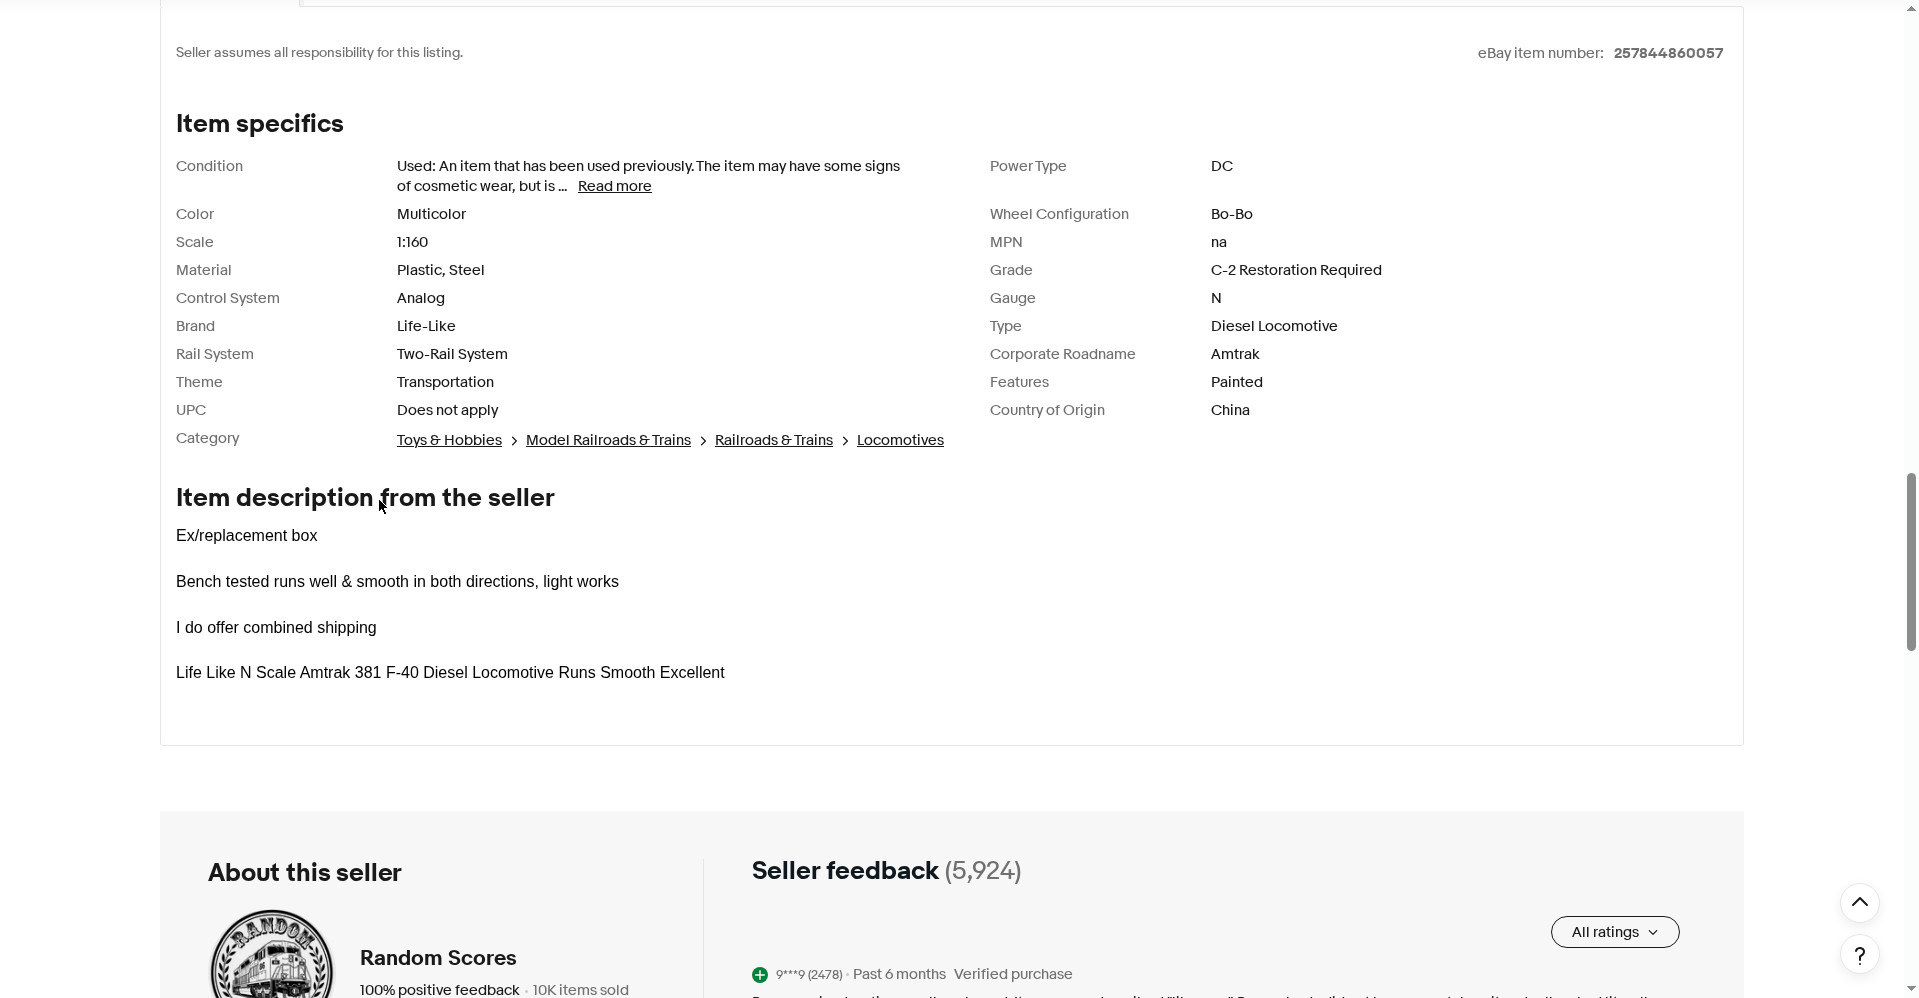 Seller assumes all responsibility for this listing.
eBay item number: 257844860057
Item specifics
Condition
Used: An item that has been used previously. The item may have some signs
of cosmetic wear, but is ... Read more
Power Type
DC
Color
Multicolor
Wheel Configuration
Bo-Bo
Scale
1:160
MPN
na
Material
Plastic, Steel
Grade
C-2 Restoration Required
Control System
Analog
Gauge
N
Brand
Life-Like
Type
Diesel Locomotive
Rail System
Two-Rail System
Corporate Roadname
Amtrak
Theme
Transportation
Features
Painted
UPC
Does not apply
Country of Origin
China
Category
Toys & Hobbies > Model Railroads & Trains > Railroads & Trains > Locomotives
Item description from the seller
Ex/replacement box
Bench tested runs well & smooth in both directions, light works
I do offer combined shipping
Life Like N Scale Amtrak 381 F-40 Diesel Locomotive Runs Smooth Excellent
About this seller
RANDOM
Random Scores
100% positive feedback · 10K items sold
Seller feedback (5,924)
All ratings
9***9 (2478) · Past 6 months Verified purchase
?